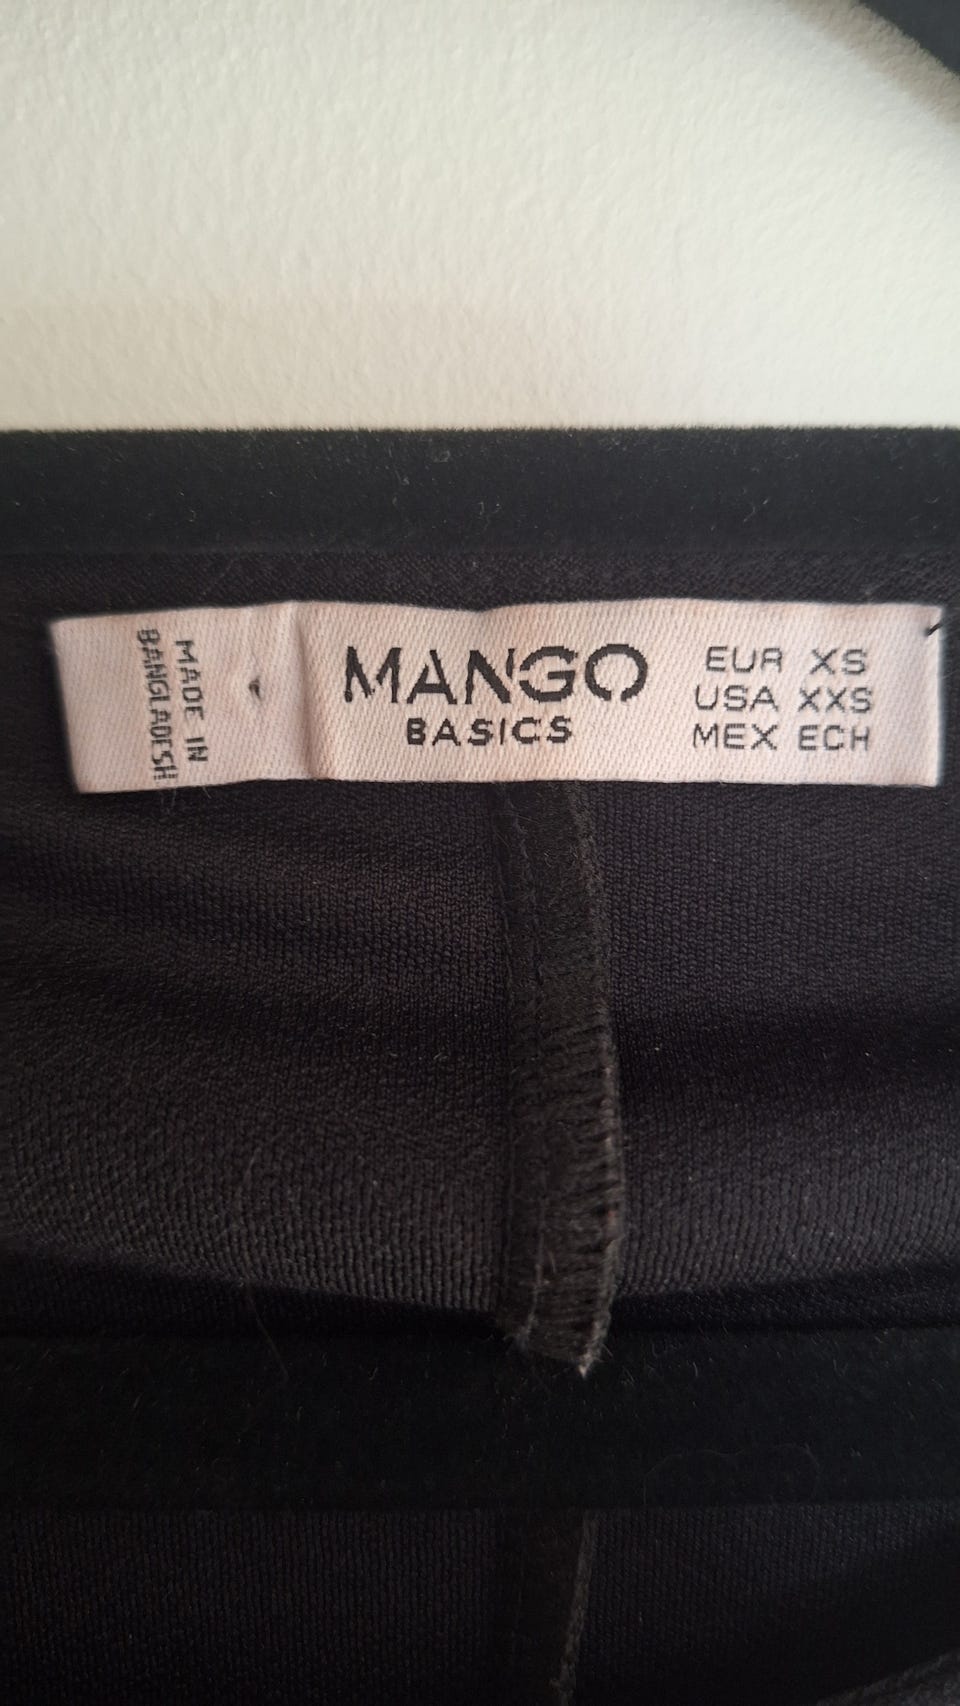 MADE IN
BANGLADESH
MANGO
BASICS
EUR XS
USA XXS
MEX ECH